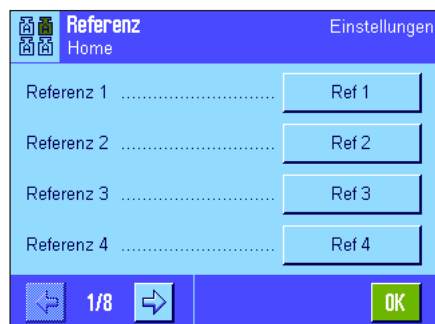 Referenz Einstellungen
Home
Referenz 1 ............................ Ref 1
Referenz 2 ............................ Ref 2
Referenz 3 ............................ Ref 3
Referenz 4 ............................ Ref 4
1/8 OK